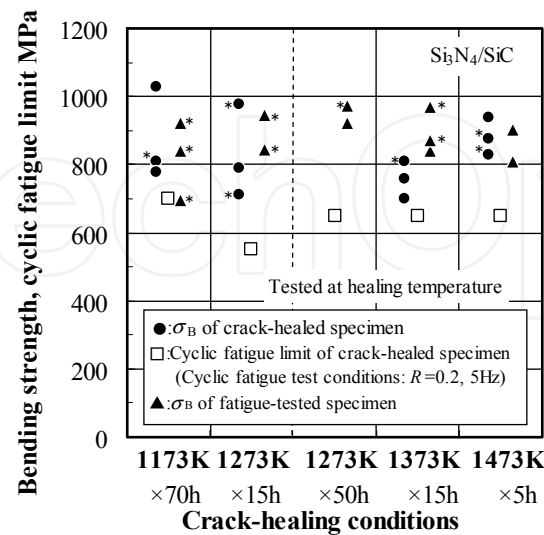 Bending strength, cyclic fatigue limit MPa
1200
1000
800
600
400
200
0
Si₃N₄/SiC
Tested at healing temperature
●:σB of crack-healed specimen
□:Cyclic fatigue limit of crack-healed specimen
(Cyclic fatigue test conditions: R=0.2, 5Hz)
▲:σB of fatigue-tested specimen
1173K 1273K 1273K 1373K 1473K
×70h ×15h ×50h ×15h ×5h
Crack-healing conditions